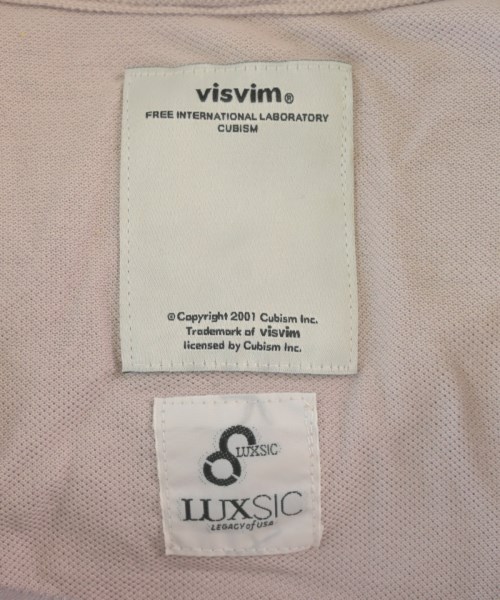 visvim®
FREE INTERNATIONAL LABORATORY
CUBISM
© Copyright 2001 Cubism Inc.
Trademark of visvim
licensed by Cubism Inc.
LUXSIC
LUXSIC
LEGACY of USA